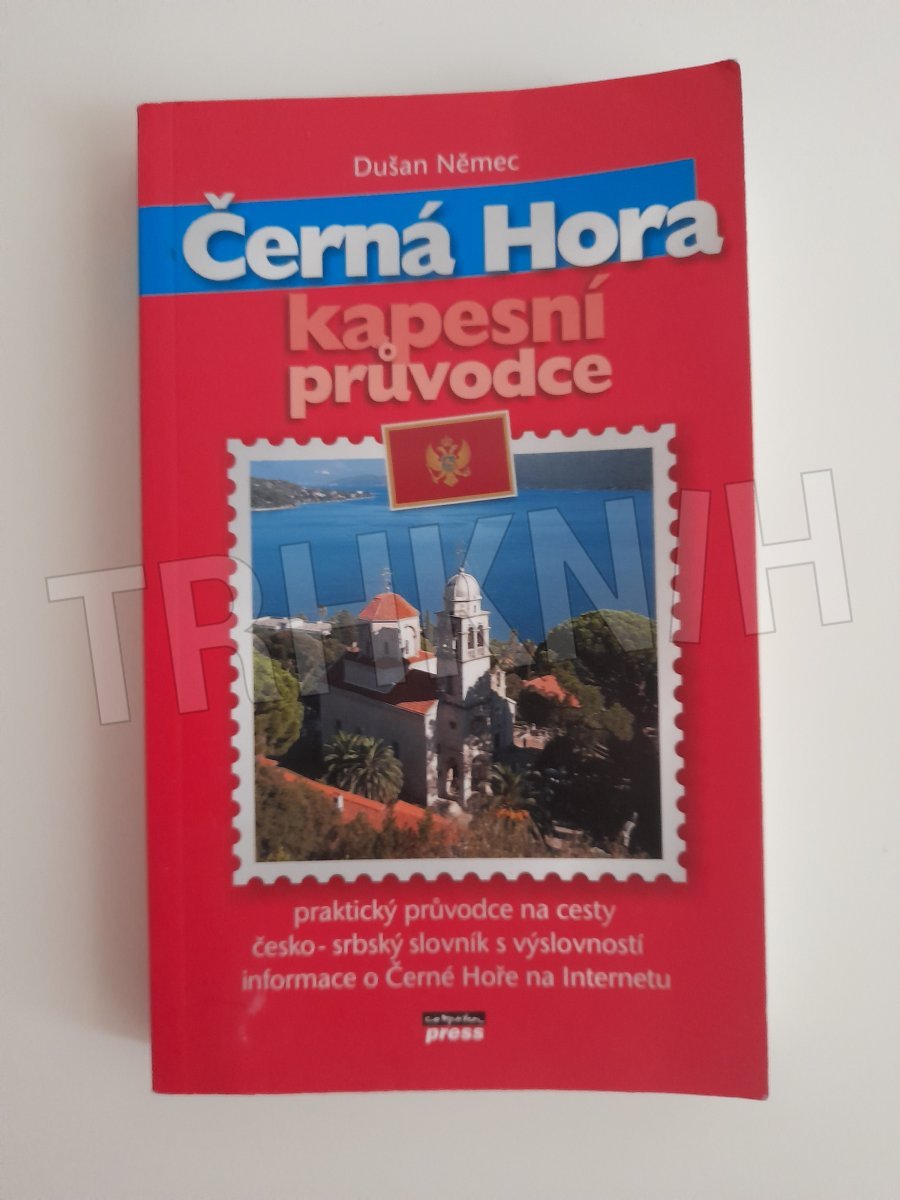 Dušan Němec
Černá Hora
kapesní
průvodce
TRHKNIH
praktický průvodce na cesty
česko - srbský slovník s výslovností
informace o Černé Hoře na Internetu
press